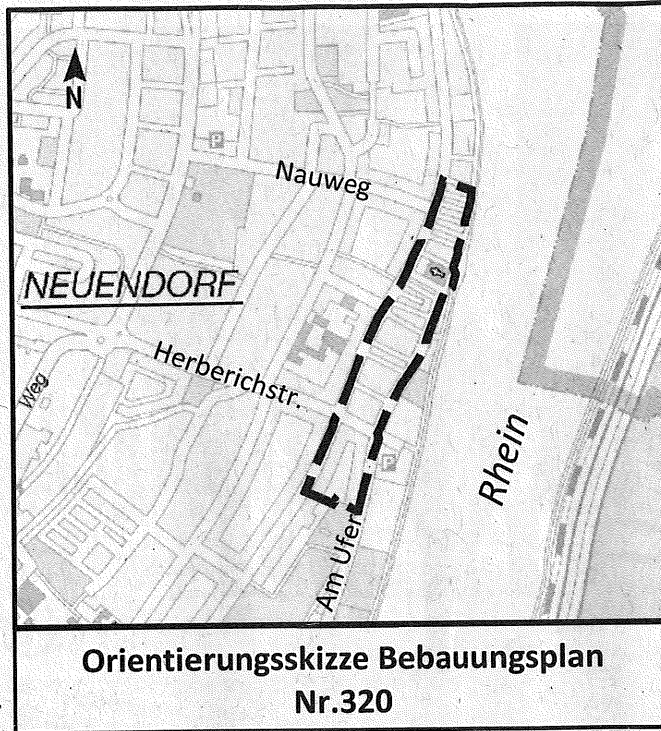 N
P
Nauweg
NEUENDORF
Herberichstr.
Weg
Rhein
P
Am Ufer
Orientierungsskizze Bebauungsplan
Nr.320